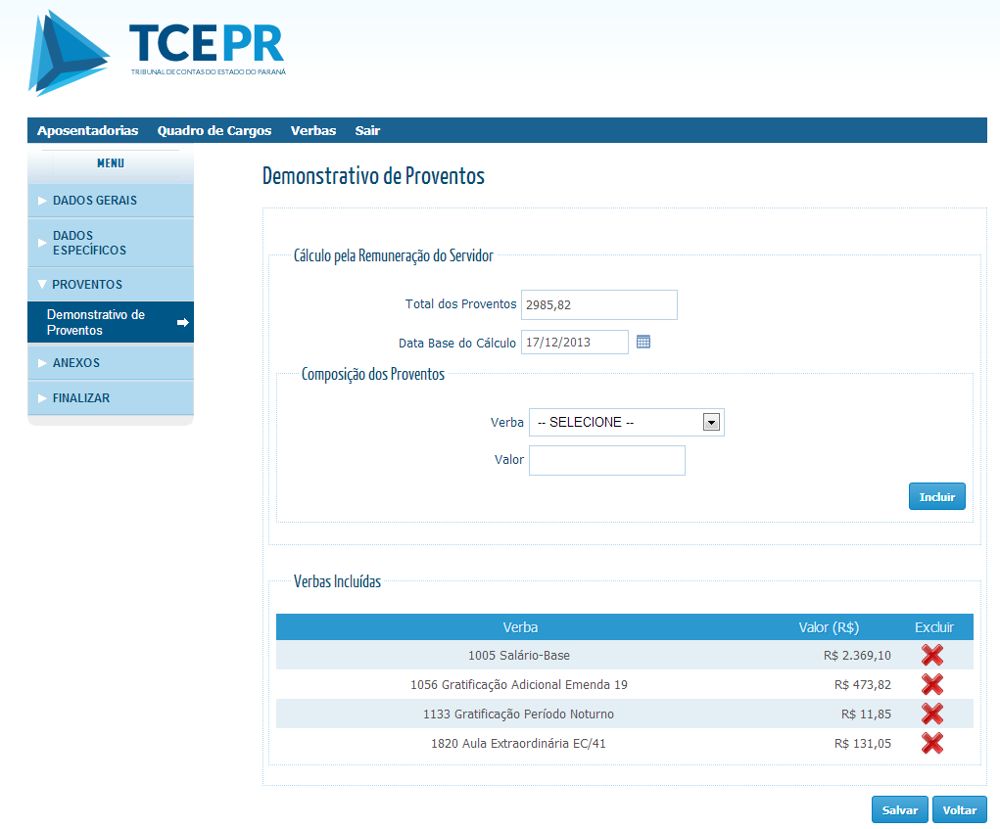 TCEPR
TRIBUNAL DE CONTAS DO ESTADO DO PARANÁ
Aposentadorias Quadro de Cargos Verbas Sair
MENU
DADOS GERAIS
DADOS
ESPECÍFICOS
PROVENTOS
Demonstrativo de
Proventos
ANEXOS
FINALIZAR
Demonstrativo de Proventos
Cálculo pela Remuneração do Servidor
Total dos Proventos 2985,82
Data Base do Cálculo 17/12/2013
Composição dos Proventos
Verba -- SELECIONE --
Valor
Incluir
Verbas Incluídas
Verba Valor (R$) Excluir
1005 Salário-Base R$ 2.369,10
1056 Gratificação Adicional Emenda 19 R$ 473,82
1133 Gratificação Período Noturno R$ 11,85
1820 Aula Extraordinária EC/41 R$ 131,05
Salvar Voltar